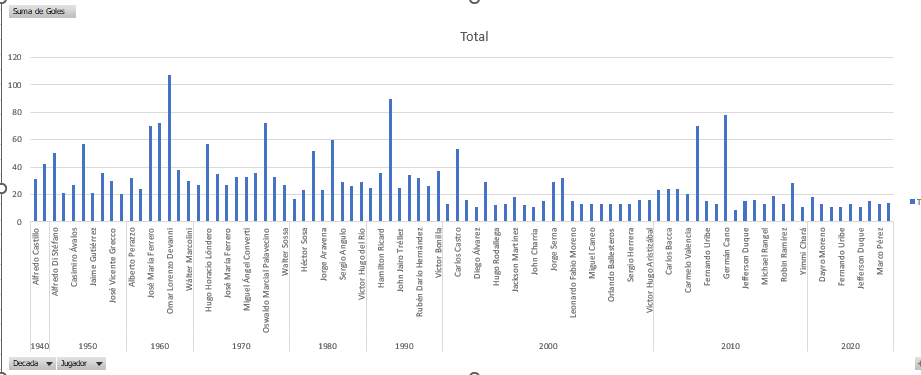 Suma de Goles
Total
120
100
80
60
40
20
0
Alfredo Castillo
Alfredo Di Stéfano
Casimiro Ávalos
Jaime Gutiérrez
José Vicente Grecco
Alberto Perazzo
José María Ferrero
Omar Lorenzo Devanni
Wálter Marcolini
Hugo Horacio Lóndero
José María Ferrero
Miguel Ángel Converti
Oswaldo Marcial Palavecino
Walter Sossa
Héctor Sosa
Jorge Aravena
Sergio Angulo
Víctor Hugo del Río
Hamilton Ricard
John Jairo Tréllez
Rubén Darío Hernández
Víctor Bonilla
Carlos Castro
Diego Álvarez
Hugo Rodallega
Jackson Martínez
John Charria
Jorge Serna
Leonardo Fabio Moreno
Miguel Caneo
Orlando Ballesteros
Sergio Herrera
Víctor Hugo Aristizábal
Carlos Bacca
Carmelo Valencia
Fernando Uribe
Germán Cano
Jefferson Duque
Michael Rangel
Robin Ramírez
Yimmi Chará
Dayro Moreno
Fernando Uribe
Jefferson Duque
Marco Pérez
1940
1950
1960
1970
1980
1990
2000
2010
2020
T
Decada
Jugador
+